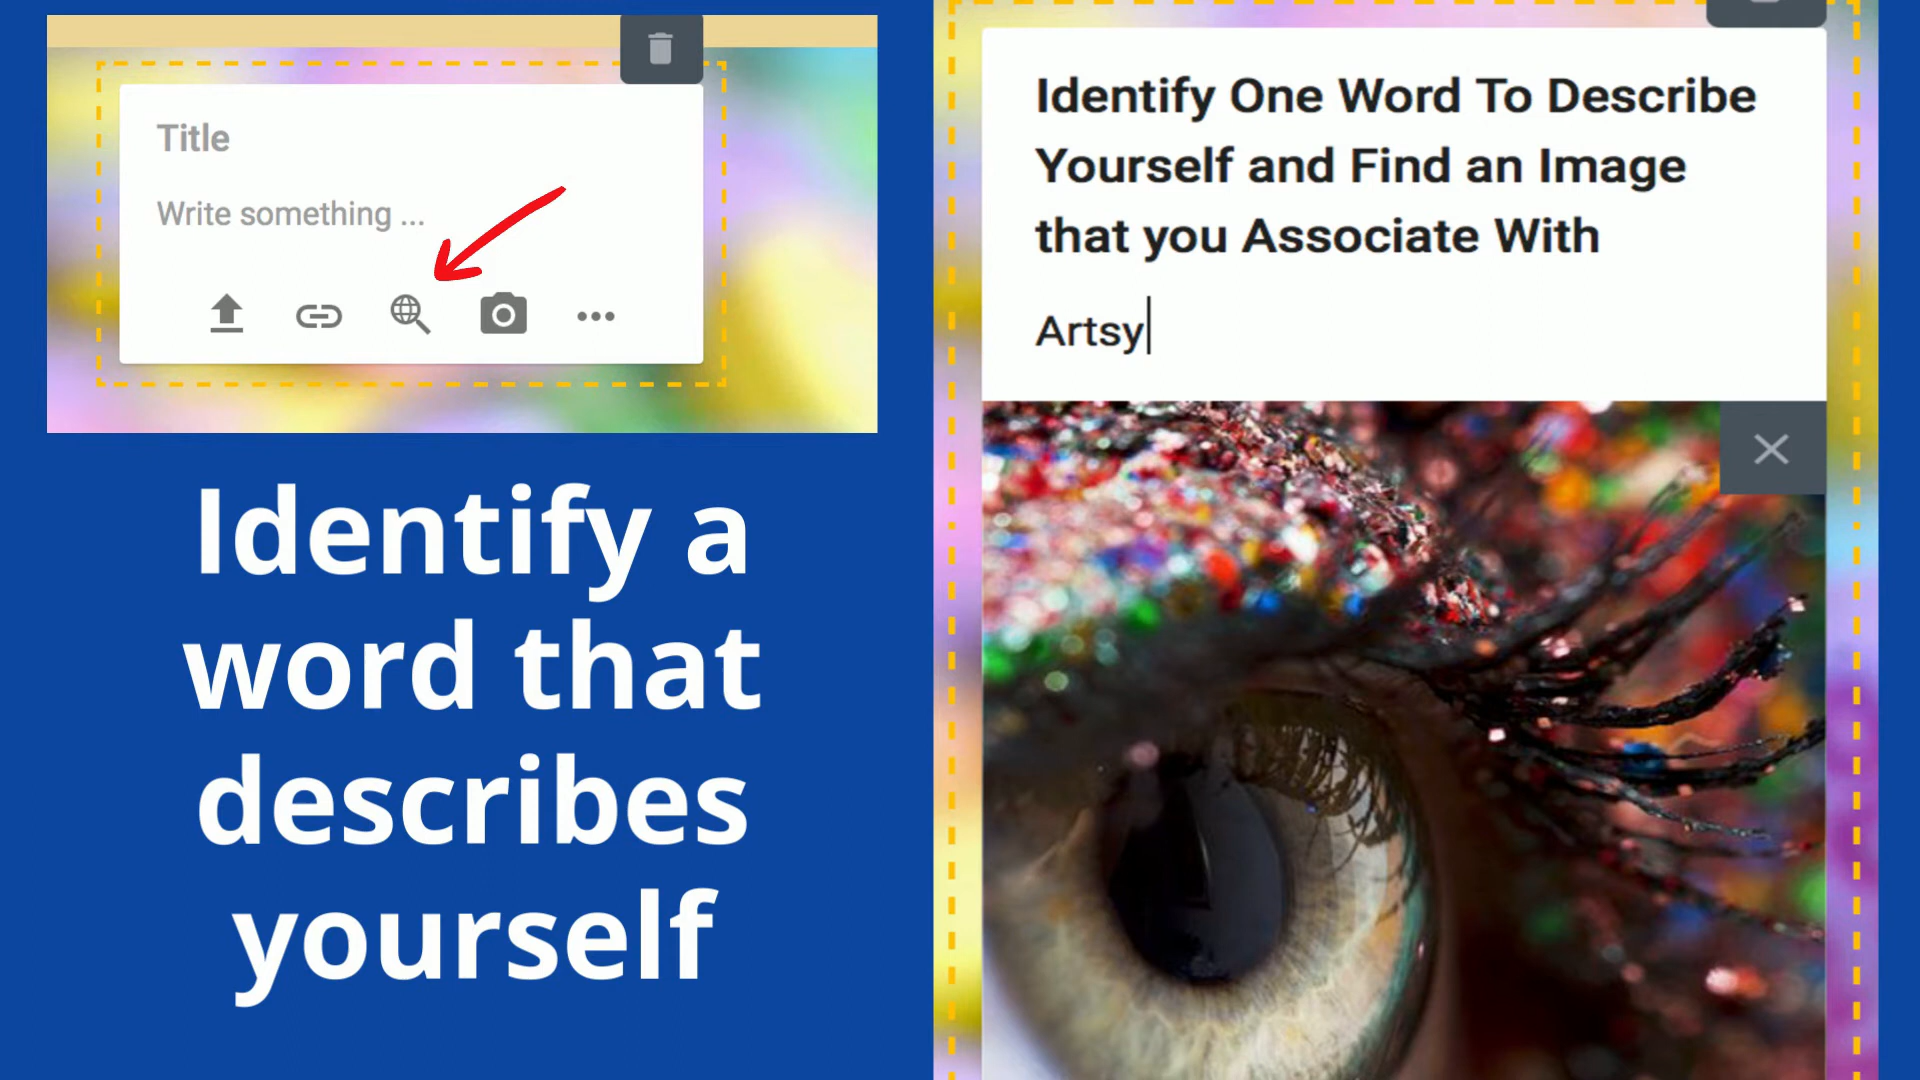 Title
Write something ...
Identify a
word that
describes
yourself
Identify One Word To Describe
Yourself and Find an Image
that you Associate With
Artsy